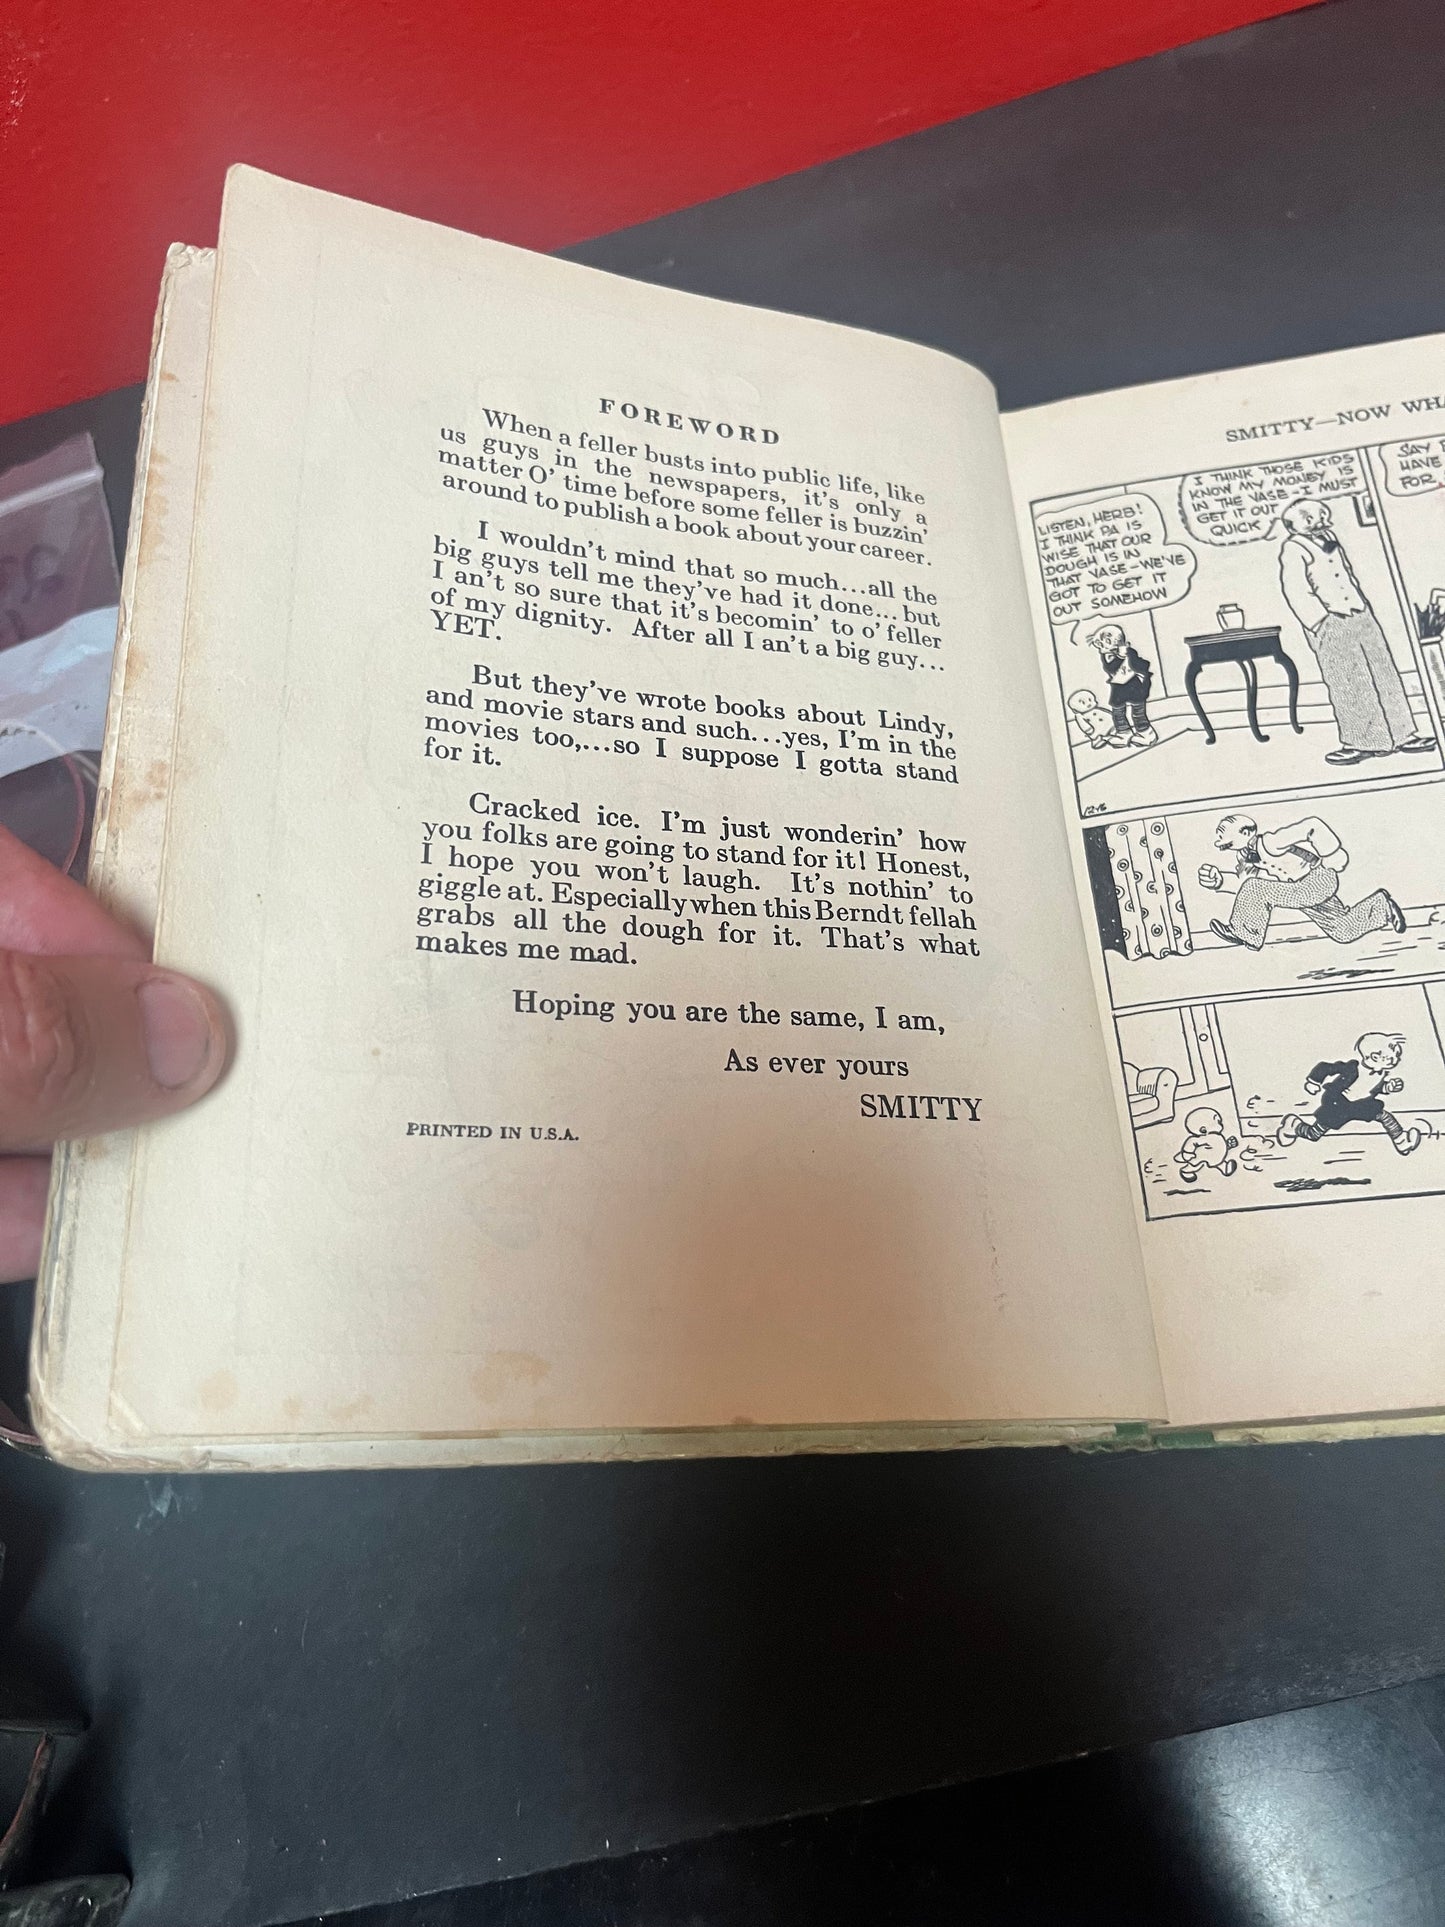 FOREWORD
When a feller busts into public life, like
us guys in the newspapers, it's only a
matter O' time before some feller is buzzin'
around to publish a book about your career.
I wouldn't mind that so much...all the
big guys tell me they've had it done... but
I an't so sure that it's becomin' to o' feller
of my dignity. After all I an't a big guy...
YET.
But they've wrote books about Lindy,
and movie stars and such...yes, I'm in the
movies too,...so I suppose I gotta stand
for it.
Cracked ice. I'm just wonderin' how
you folks are going to stand for it! Honest,
I hope you won't laugh. It's nothin' to
giggle at. Especially when this Berndt fellah
grabs all the dough for it. That's what
makes me mad.
Hoping you are the same, I am,
As ever yours
SMITTY
PRINTED IN U.S.A.
SMITTY—NOW WHA
LISTEN, HERB!
I THINK PA IS
WISE THAT OUR
DOUGH IS IN
THAT VASE-WE'VE
GOT TO GET IT
OUT SOMEHOW
I THINK THOSE KIDS
KNOW MY MONEY IS
IN THE VASE-I MUST
GET IT OUT
QUICK
SAY
HAVE
FOR